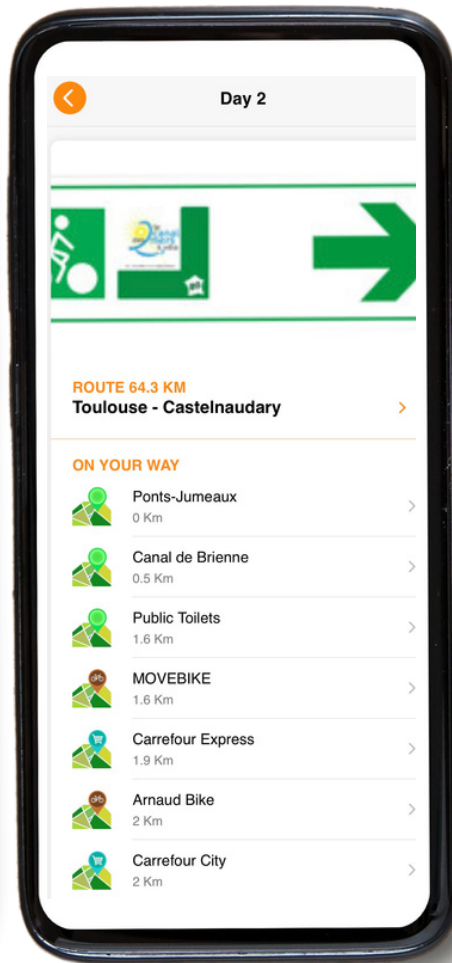 Day 2
ROUTE 64.3 KM
Toulouse - Castelnaudary
ON YOUR WAY
Ponts-Jumeaux
0 Km
Canal de Brienne
0.5 Km
Public Toilets
1.6 Km
MOVEBIKE
1.6 Km
Carrefour Express
1.9 Km
Arnaud Bike
2 Km
Carrefour City
2 Km